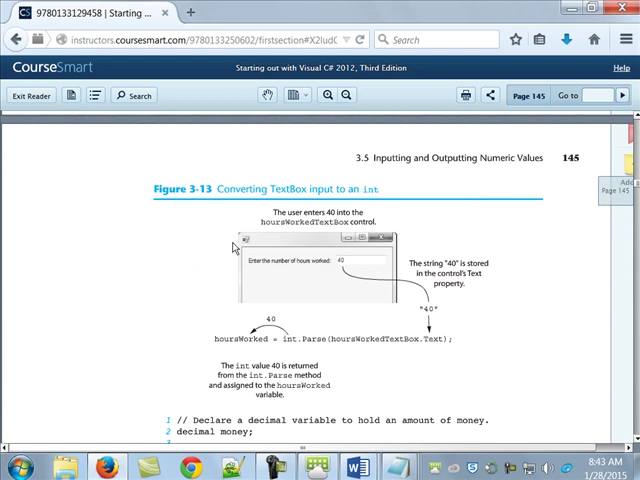 9780133129458 | Starting ...
instructors.coursesmart.com/9780133250602/firstsection#X2ludC
Search
CourseSmart
Starting out with Visual C# 2012, Third Edition
Help
Exit Reader
Search
Page 145
Go to
3.5 Inputting and Outputting Numeric Values 145
Add
Page 145
Figure 3-13 Converting TextBox input to an int
The user enters 40 into the
hoursWorkedTextBox control.
Enter the number of hours worked: 40
The string "40" is stored
in the control's Text
property.
"40"
40
hoursWorked = int.Parse(hoursWorkedTextBox.Text);
The int value 40 is returned
from the int.Parse method
and assigned to the hoursWorked
variable.
1 // Declare a decimal variable to hold an amount of money.
2 decimal money;
8:43 AM
1/28/2015